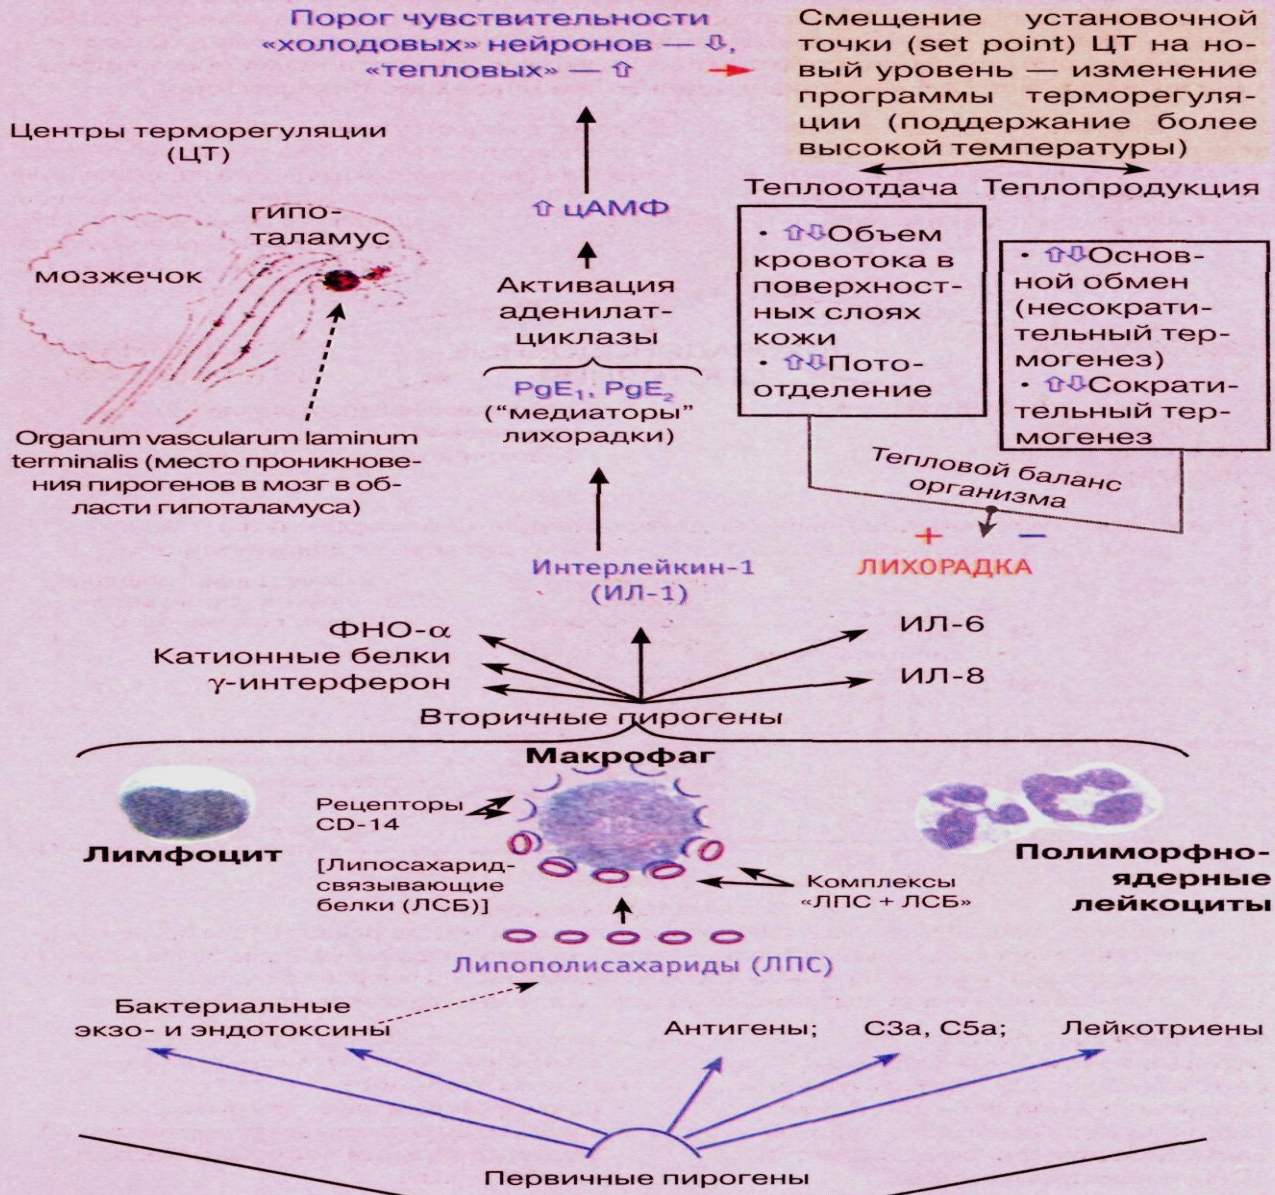 Порог чувствительности
«холодовых» нейронов — ⇩,
«тепловых» — ⇧
Смещение установочной
точки (set point) ЦТ на но-
вый уровень — изменение
программы терморегуля-
ции (поддержание более
высокой температуры)
Центры терморегуляции
(ЦТ)
гипо-
таламус
мозжечок
Organum vascularum laminum
terminalis (место проникнове-
ния пирогенов в мозг в об-
ласти гипоталамуса)
⇧ цАМФ
Активация
аденилат-
циклазы
PgE₁, PgE₂
(“медиаторы”
лихорадки)
Теплоотдача
• ⇧⇩Объем
кровотока в
поверхност-
ных слоях
кожи
• ⇧⇩Пото-
отделение
Теплопродукция
• ⇧⇩Основ-
ной обмен
(несократи-
тельный тер-
могенез)
• ⇧⇩Сократи-
тельный тер-
могенез
Тепловой баланс
организма
+ −
ЛИХОРАДКА
Интерлейкин-1
(ИЛ-1)
ФНО-α
Катионные белки
γ-интерферон
ИЛ-6
ИЛ-8
Вторичные пирогены
Макрофаг
Рецепторы
CD-14
[Липосахарид-
связывающие
белки (ЛСБ)]
Лимфоцит
Комплексы
«ЛПС + ЛСБ»
Полиморфно-
ядерные
лейкоциты
Липополисахариды (ЛПС)
Бактериальные
экзо- и эндотоксины
Антигены;
C3a, C5a;
Лейкотриены
Первичные пирогены